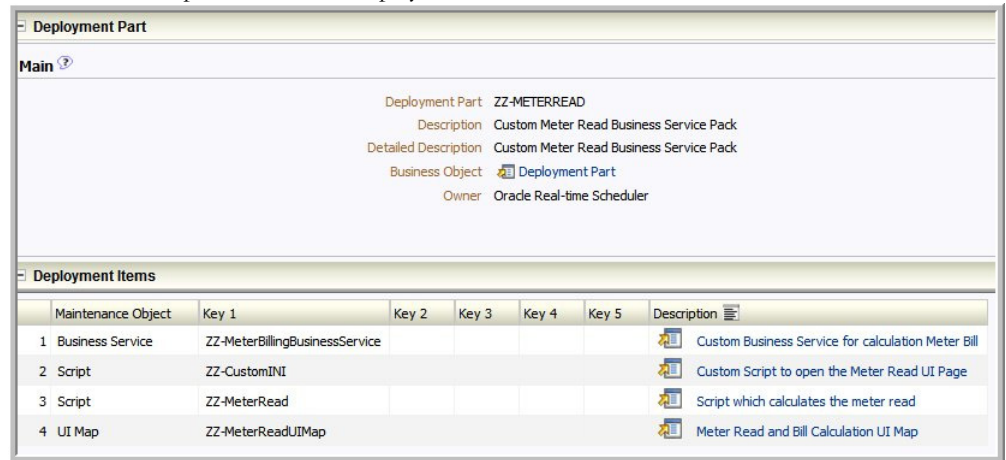 Deployment Part
Main ?
Deployment Part ZZ-METERREAD
Description Custom Meter Read Business Service Pack
Detailed Description Custom Meter Read Business Service Pack
Business Object Deployment Part
Owner Oracle Real-time Scheduler
Deployment Items
Maintenance Object Key 1 Key 2 Key 3 Key 4 Key 5 Description
1 Business Service ZZ-MeterBillingBusinessService Custom Business Service for calculation Meter Bill
2 Script ZZ-CustomINI Custom Script to open the Meter Read UI Page
3 Script ZZ-MeterRead Script which calculates the meter read
4 UI Map ZZ-MeterReadUIMap Meter Read and Bill Calculation UI Map